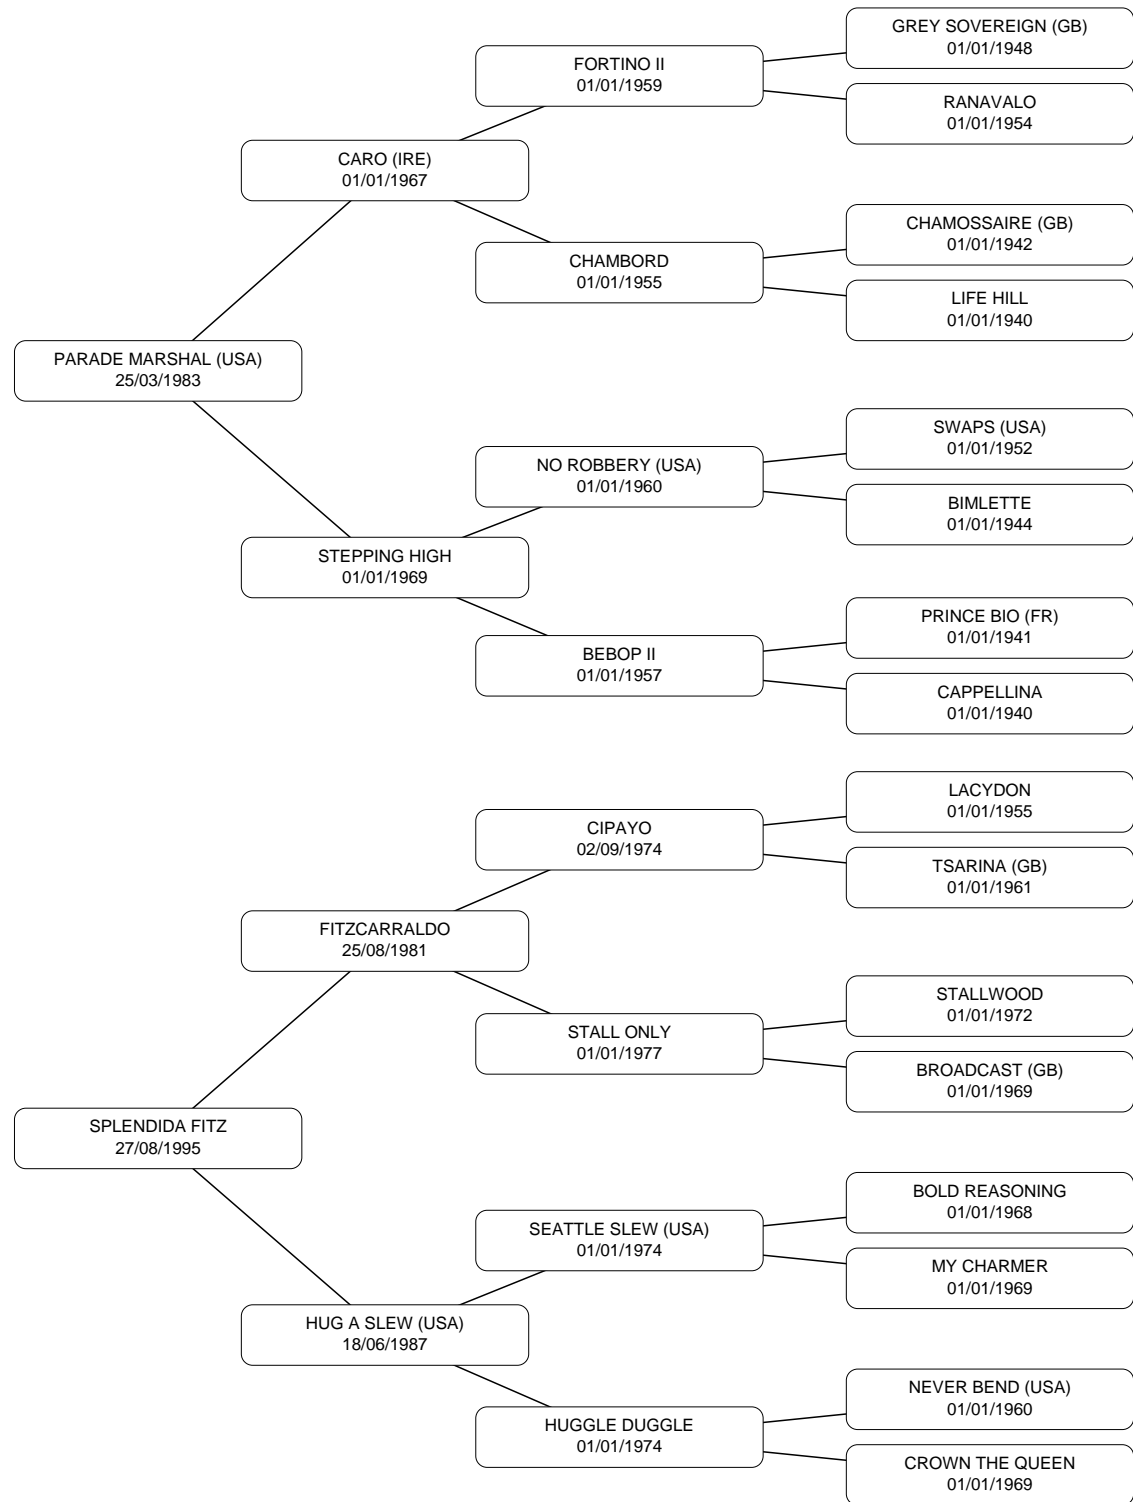 GREY SOVEREIGN (GB)
01/01/1948
FORTINO II
01/01/1959
RANAVALO
01/01/1954
CARO (IRE)
01/01/1967
CHAMOSSAIRE (GB)
01/01/1942
CHAMBORD
01/01/1955
LIFE HILL
01/01/1940
PARADE MARSHAL (USA)
25/03/1983
SWAPS (USA)
01/01/1952
NO ROBBERY (USA)
01/01/1960
BIMLETTE
01/01/1944
STEPPING HIGH
01/01/1969
PRINCE BIO (FR)
01/01/1941
BEBOP II
01/01/1957
CAPPELLINA
01/01/1940
LACYDON
01/01/1955
CIPAYO
02/09/1974
TSARINA (GB)
01/01/1961
FITZCARRALDO
25/08/1981
STALLWOOD
01/01/1972
STALL ONLY
01/01/1977
BROADCAST (GB)
01/01/1969
SPLENDIDA FITZ
27/08/1995
BOLD REASONING
01/01/1968
SEATTLE SLEW (USA)
01/01/1974
MY CHARMER
01/01/1969
HUG A SLEW (USA)
18/06/1987
NEVER BEND (USA)
01/01/1960
HUGGLE DUGGLE
01/01/1974
CROWN THE QUEEN
01/01/1969